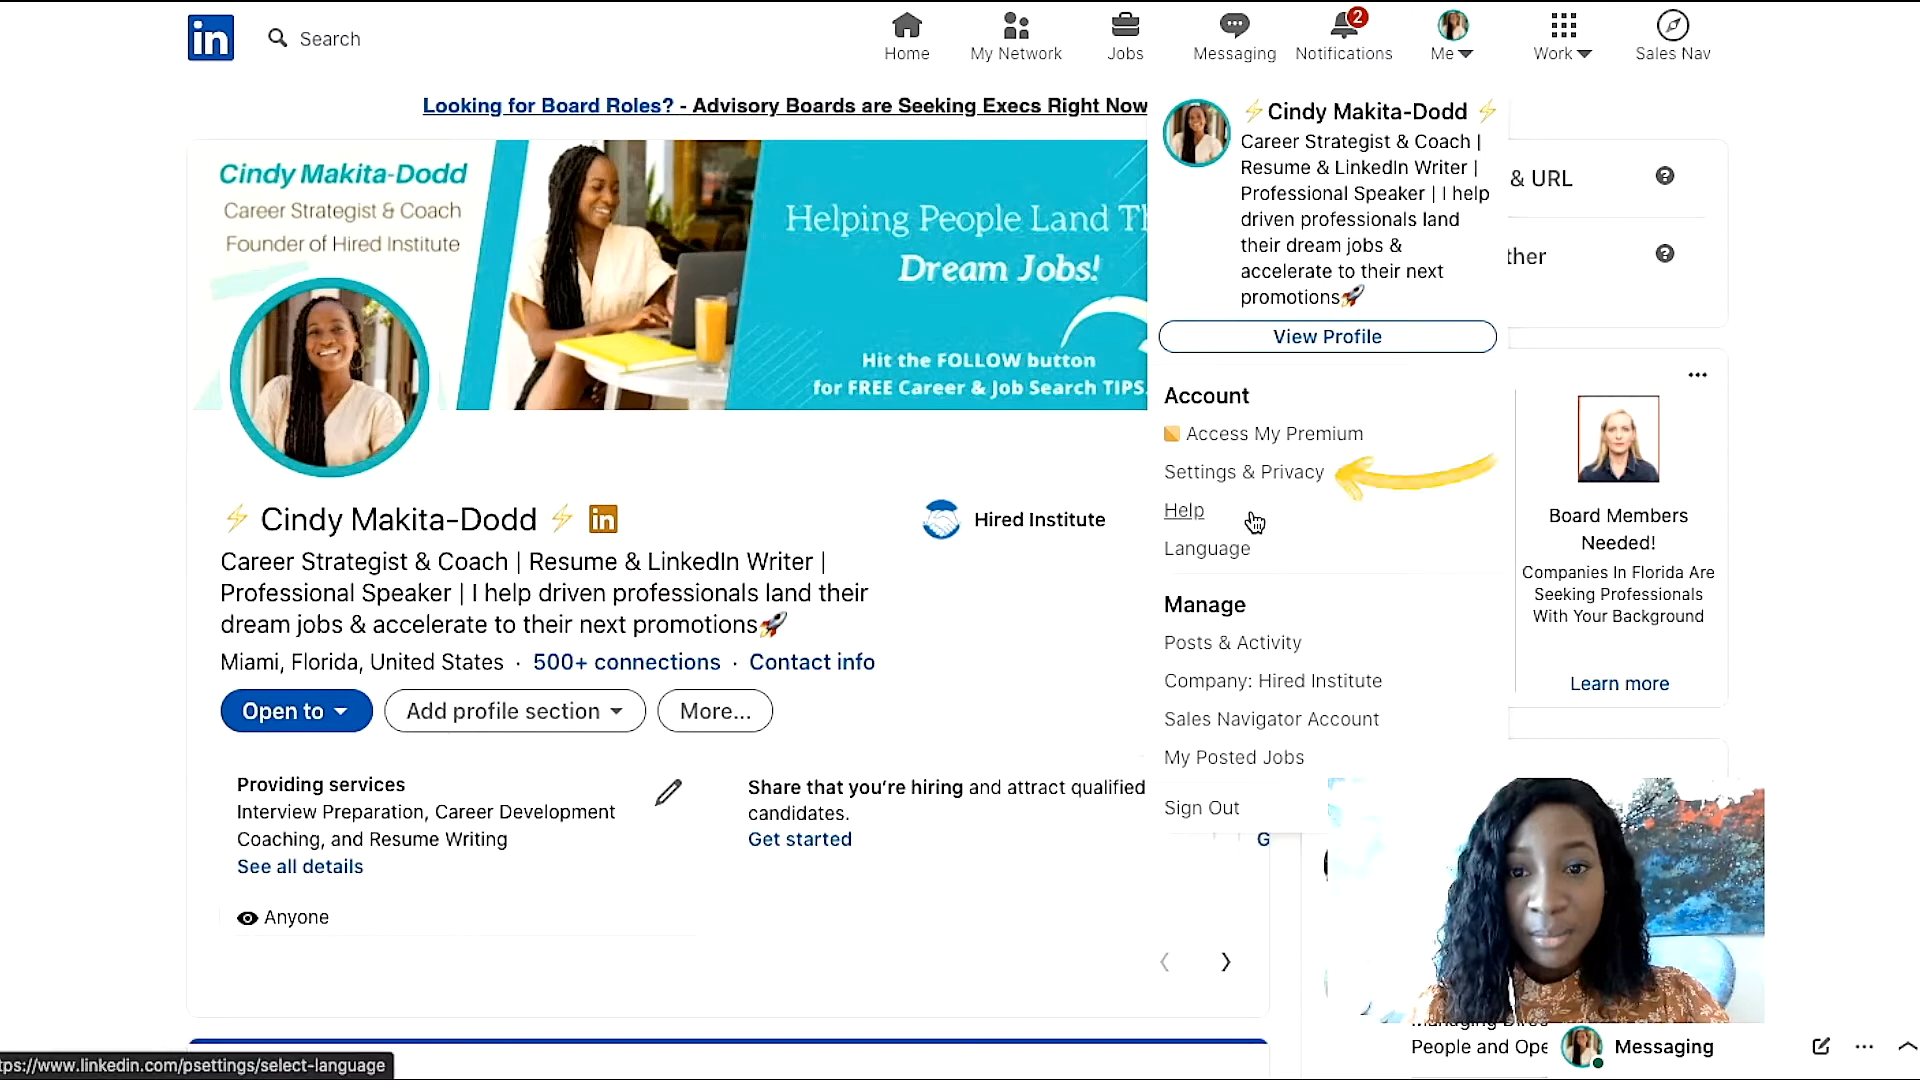 in
Search
Home
My Network
Jobs
Messaging
2
Notifications
Me
Work
Sales Nav
Looking for Board Roles? - Advisory Boards are Seeking Execs Right Now
Cindy Makita-Dodd
Career Strategist & Coach
Founder of Hired Institute
Helping People Land Th
Dream Jobs!
Hit the FOLLOW button
for FREE Career & Job Search TIPS.
⚡Cindy Makita-Dodd ⚡
Career Strategist & Coach |
Resume & LinkedIn Writer |
Professional Speaker | I help
driven professionals land
their dream jobs &
accelerate to their next
promotions🚀
View Profile
Account
Access My Premium
Settings & Privacy
Help
Language
Manage
Posts & Activity
Company: Hired Institute
Sales Navigator Account
My Posted Jobs
Sign Out
& URL
?
ther
?
Board Members
Needed!
Companies In Florida Are
Seeking Professionals
With Your Background
Learn more
⚡ Cindy Makita-Dodd ⚡ in
Hired Institute
Career Strategist & Coach | Resume & LinkedIn Writer |
Professional Speaker | I help driven professionals land their
dream jobs & accelerate to their next promotions🚀
Miami, Florida, United States · 500+ connections · Contact info
Open to
Add profile section
More...
Providing services
Interview Preparation, Career Development
Coaching, and Resume Writing
See all details
Anyone
Share that you're hiring and attract qualified
candidates.
Get started
G
People and Ope
Messaging
tps://www.linkedin.com/psettings/select-language